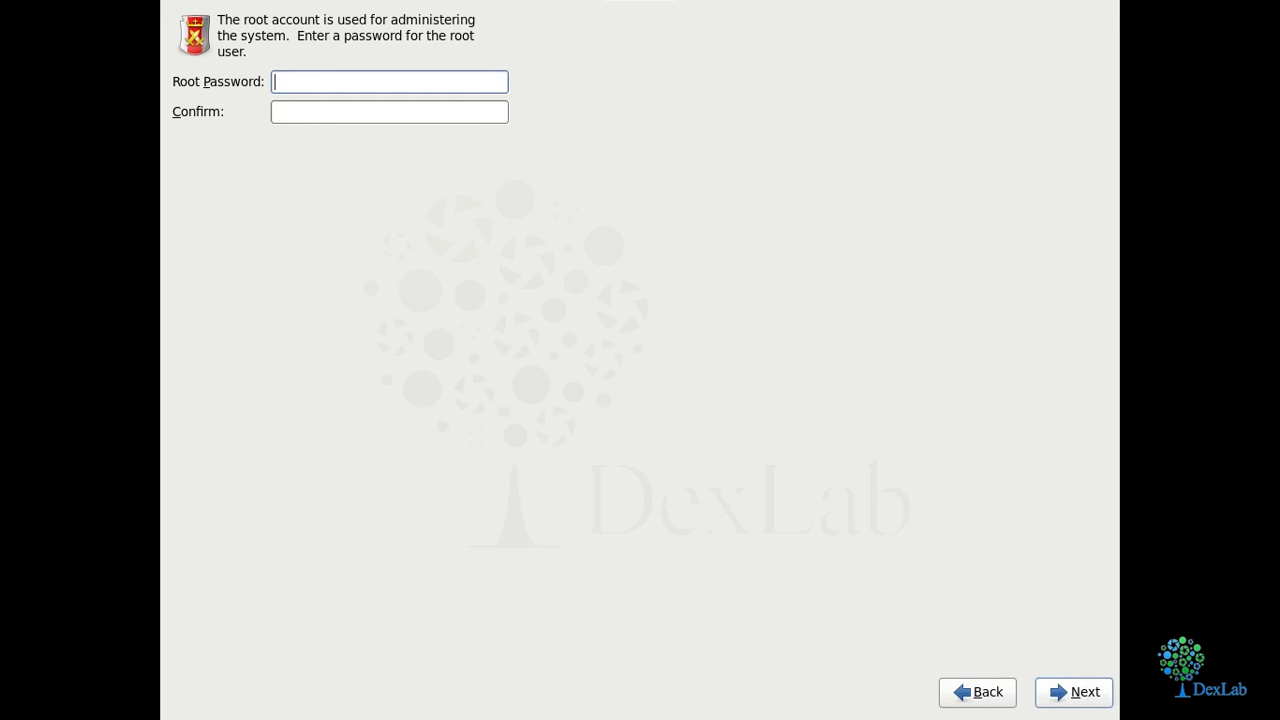 The root account is used for administering
the system.  Enter a password for the root
user.
Root Password:
Confirm:
DexLab
Back
Next
DexLab